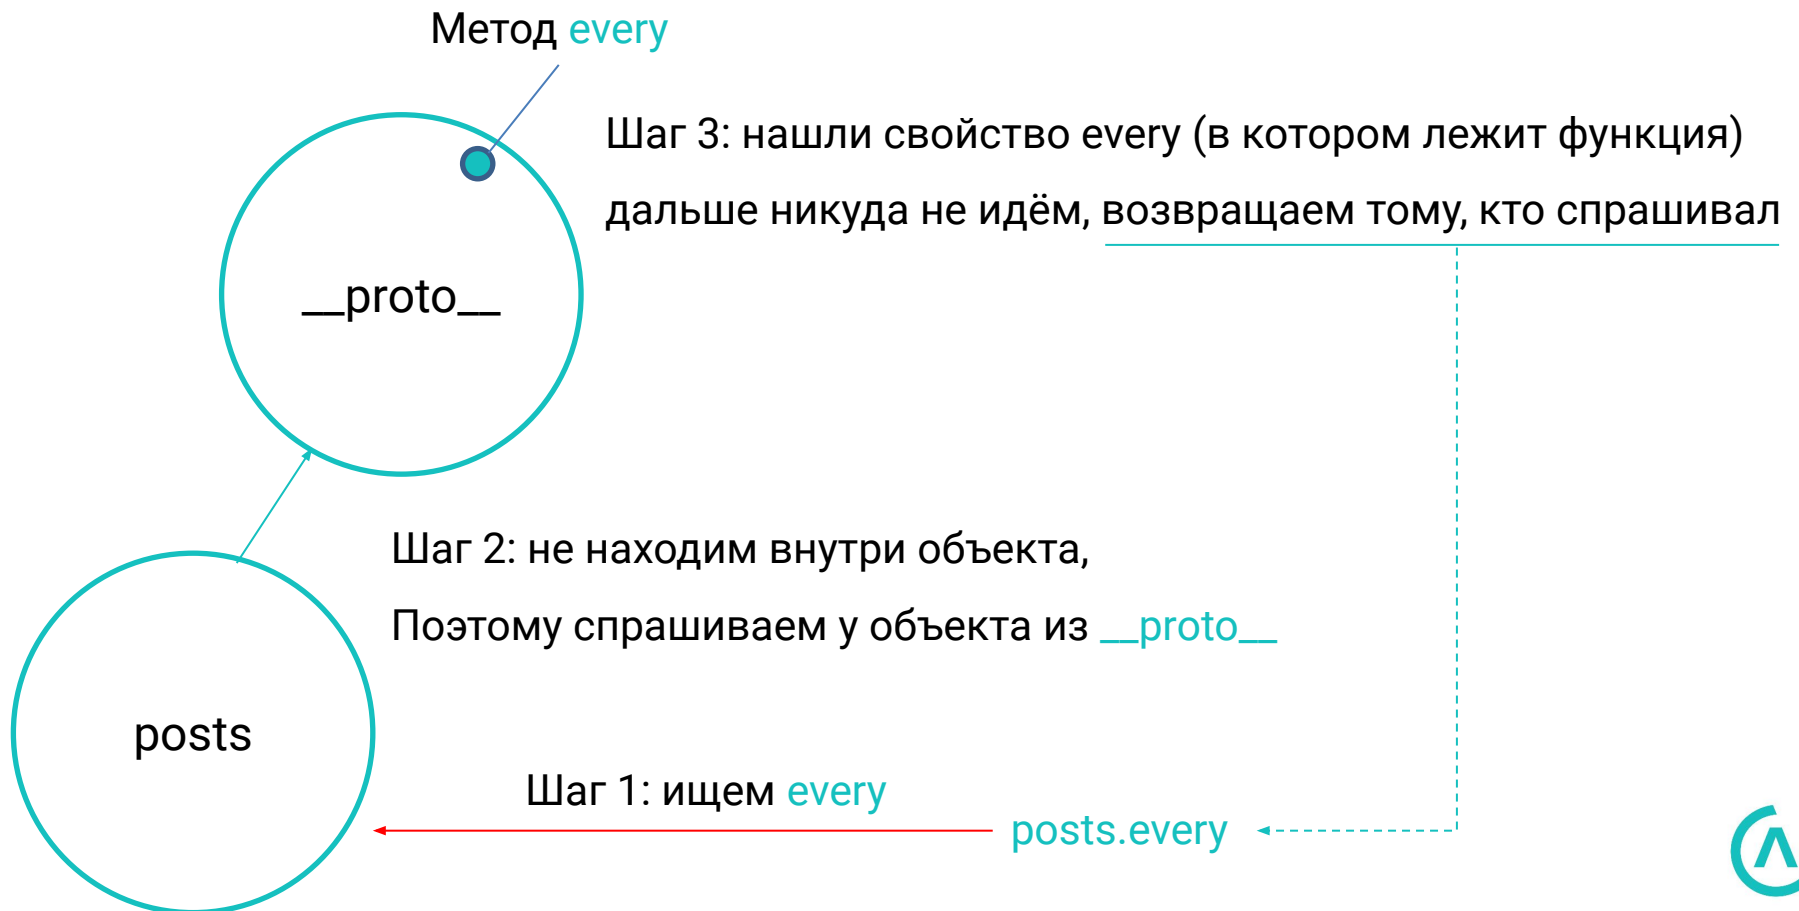 Метод every
Шаг 3: нашли свойство every (в котором лежит функция)
дальше никуда не идём, возвращаем тому, кто спрашивал
__proto__
Шаг 2: не находим внутри объекта,
Поэтому спрашиваем у объекта из __proto__
posts
Шаг 1: ищем every
posts.every